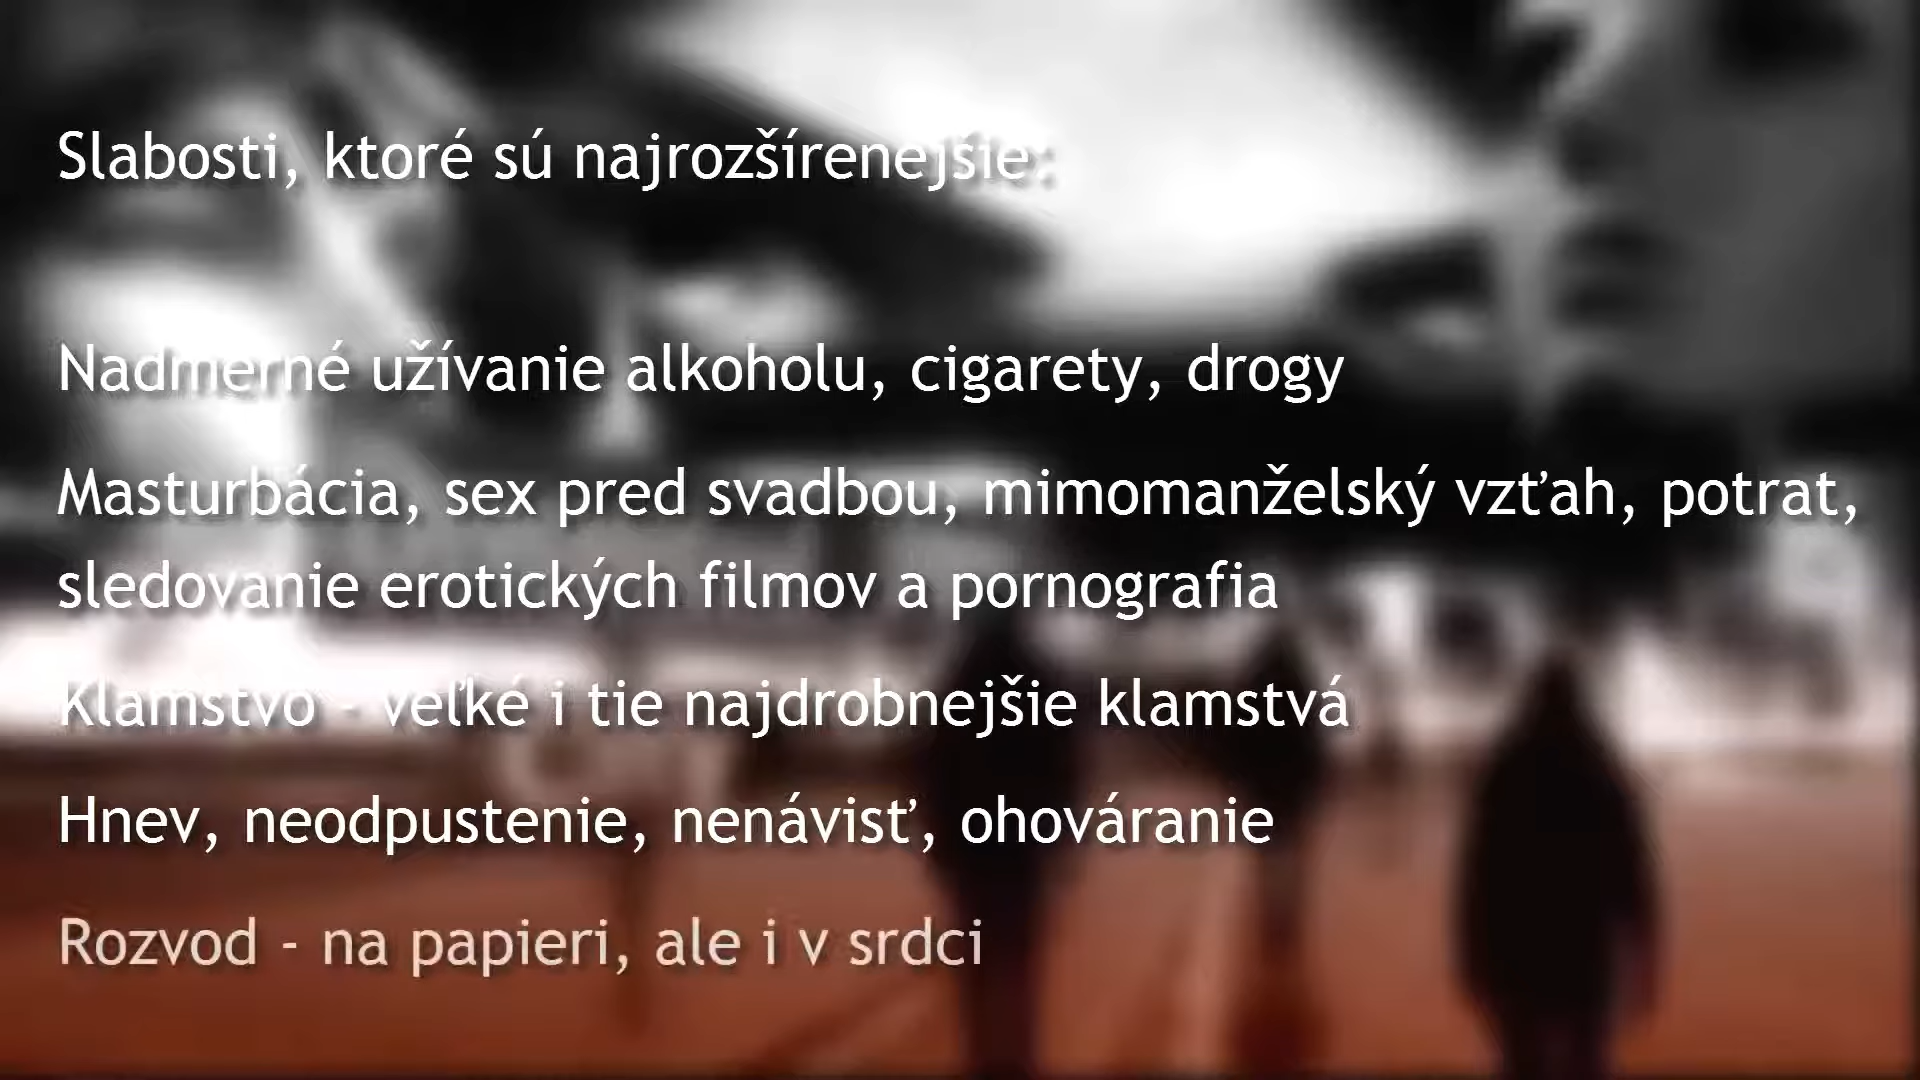 Slabosti, ktoré sú najrozšírenejšie:
Nadmerné užívanie alkoholu, cigarety, drogy
Masturbácia, sex pred svadbou, mimomanželský vzťah, potrat,
sledovanie erotických filmov a pornografia
Klamstvo - veľké i tie najdrobnejšie klamstvá
Hnev, neodpustenie, nenávisť, ohováranie
Rozvod - na papieri, ale i v srdci